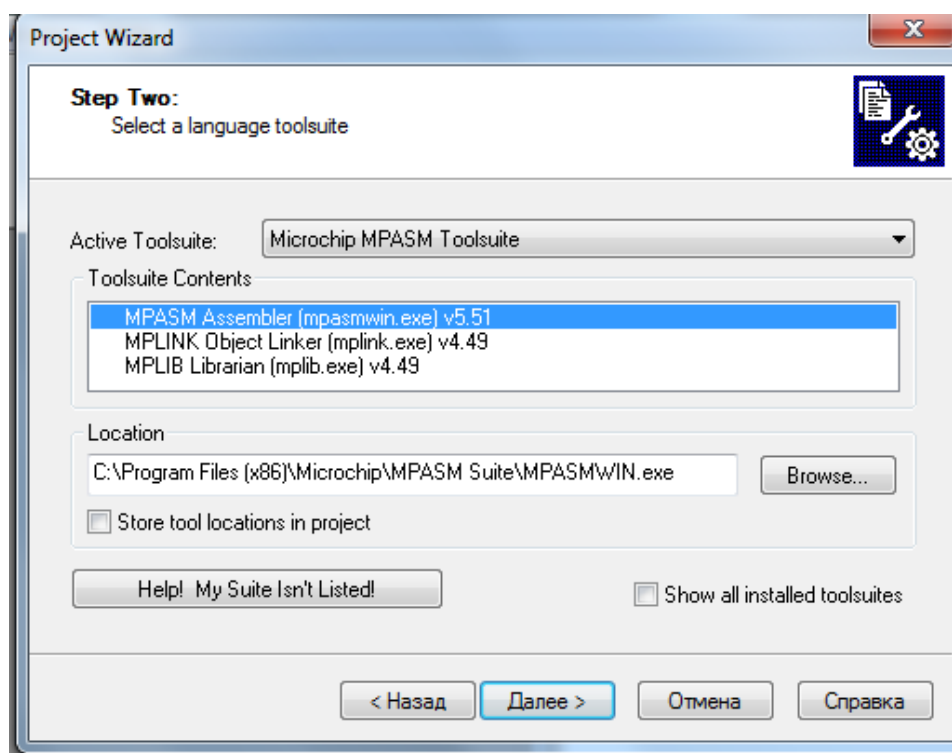 Project Wizard
Step Two:
Select a language toolsuite
Active Toolsuite: Microchip MPASM Toolsuite
Toolsuite Contents
MPASM Assembler (mpasmwin.exe) v5.51
MPLINK Object Linker (mplink.exe) v4.49
MPLIB Librarian (mplib.exe) v4.49
Location
C:\Program Files (x86)\Microchip\MPASM Suite\MPASMWIN.exe Browse...
Store tool locations in project
Help! My Suite Isn't Listed! Show all installed toolsuites
< Назад Далее > Отмена Справка